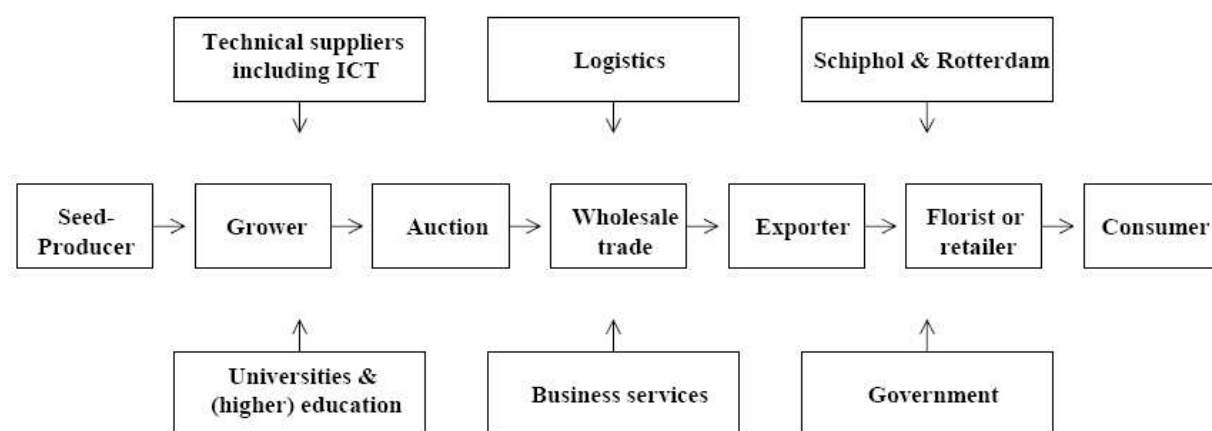 Technical suppliers
including ICT
Logistics
Schiphol & Rotterdam
Seed-
Producer
Grower
Auction
Wholesale
trade
Exporter
Florist or
retailer
Consumer
Universities &
(higher) education
Business services
Government